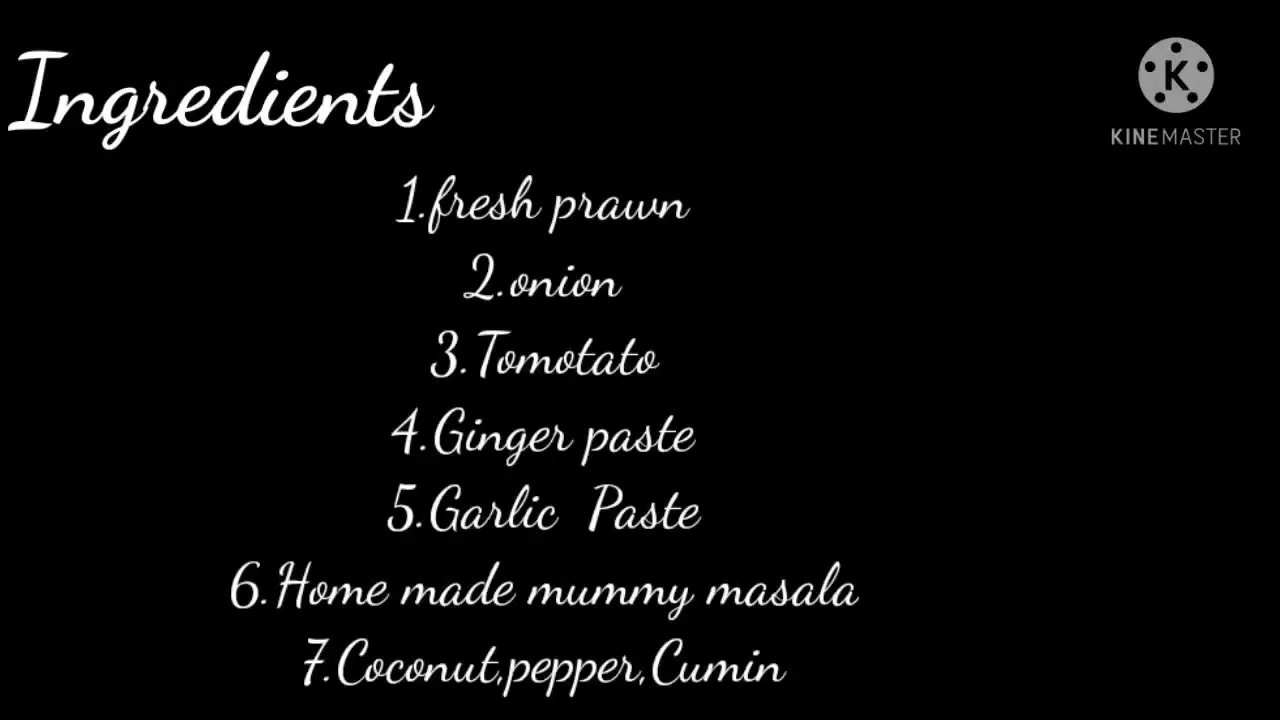 Ingredients
KINEMASTER
1.fresh prawn
2.onion
3.Tomotato
4.Ginger paste
5.Garlic Paste
6.Home made mummy masala
7.Coconut,pepper,Cumin